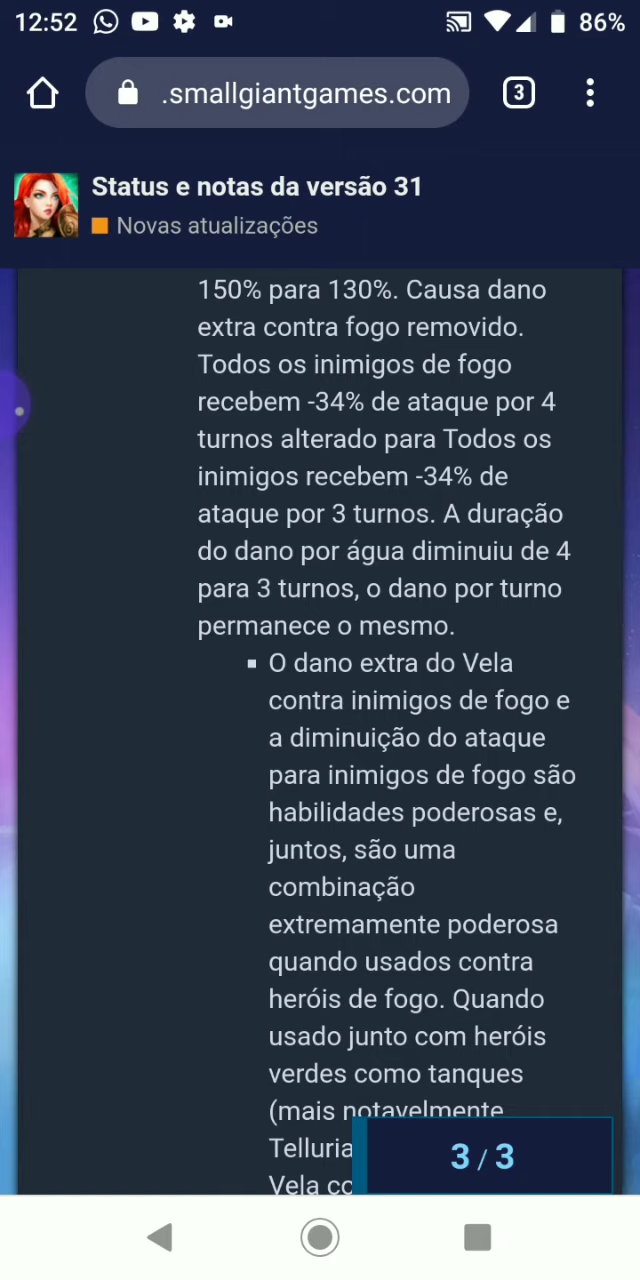 12:52
86%
.smallgiantgames.com
3
Status e notas da versão 31
Novas atualizações
150% para 130%. Causa dano
extra contra fogo removido.
Todos os inimigos de fogo
recebem -34% de ataque por 4
turnos alterado para Todos os
inimigos recebem -34% de
ataque por 3 turnos. A duração
do dano por água diminuiu de 4
para 3 turnos, o dano por turno
permanece o mesmo.
O dano extra do Vela
contra inimigos de fogo e
a diminuição do ataque
para inimigos de fogo são
habilidades poderosas e,
juntos, são uma
combinação
extremamente poderosa
quando usados contra
heróis de fogo. Quando
usado junto com heróis
verdes como tanques
(mais notavelmente
Telluria
Vela
3 / 3